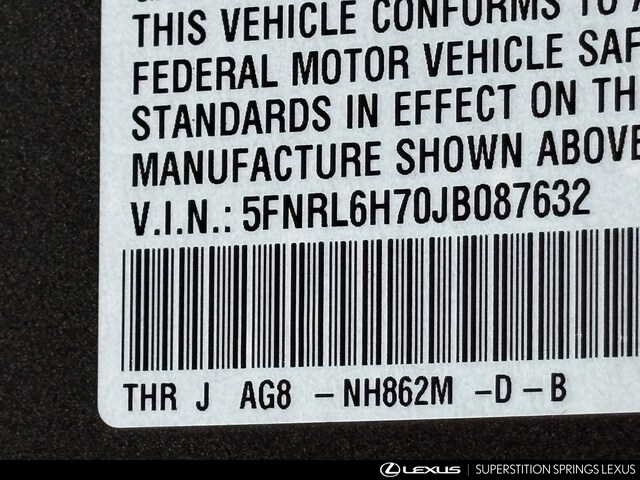 THIS VEHICLE CONFORMS TO
FEDERAL MOTOR VEHICLE SAF
STANDARDS IN EFFECT ON TH
MANUFACTURE SHOWN ABOVE
V.I.N.: 5FNRL6H70JB087632
THR J AG8 – NH862M – D – B
LEXUS | SUPERSTITION SPRINGS LEXUS